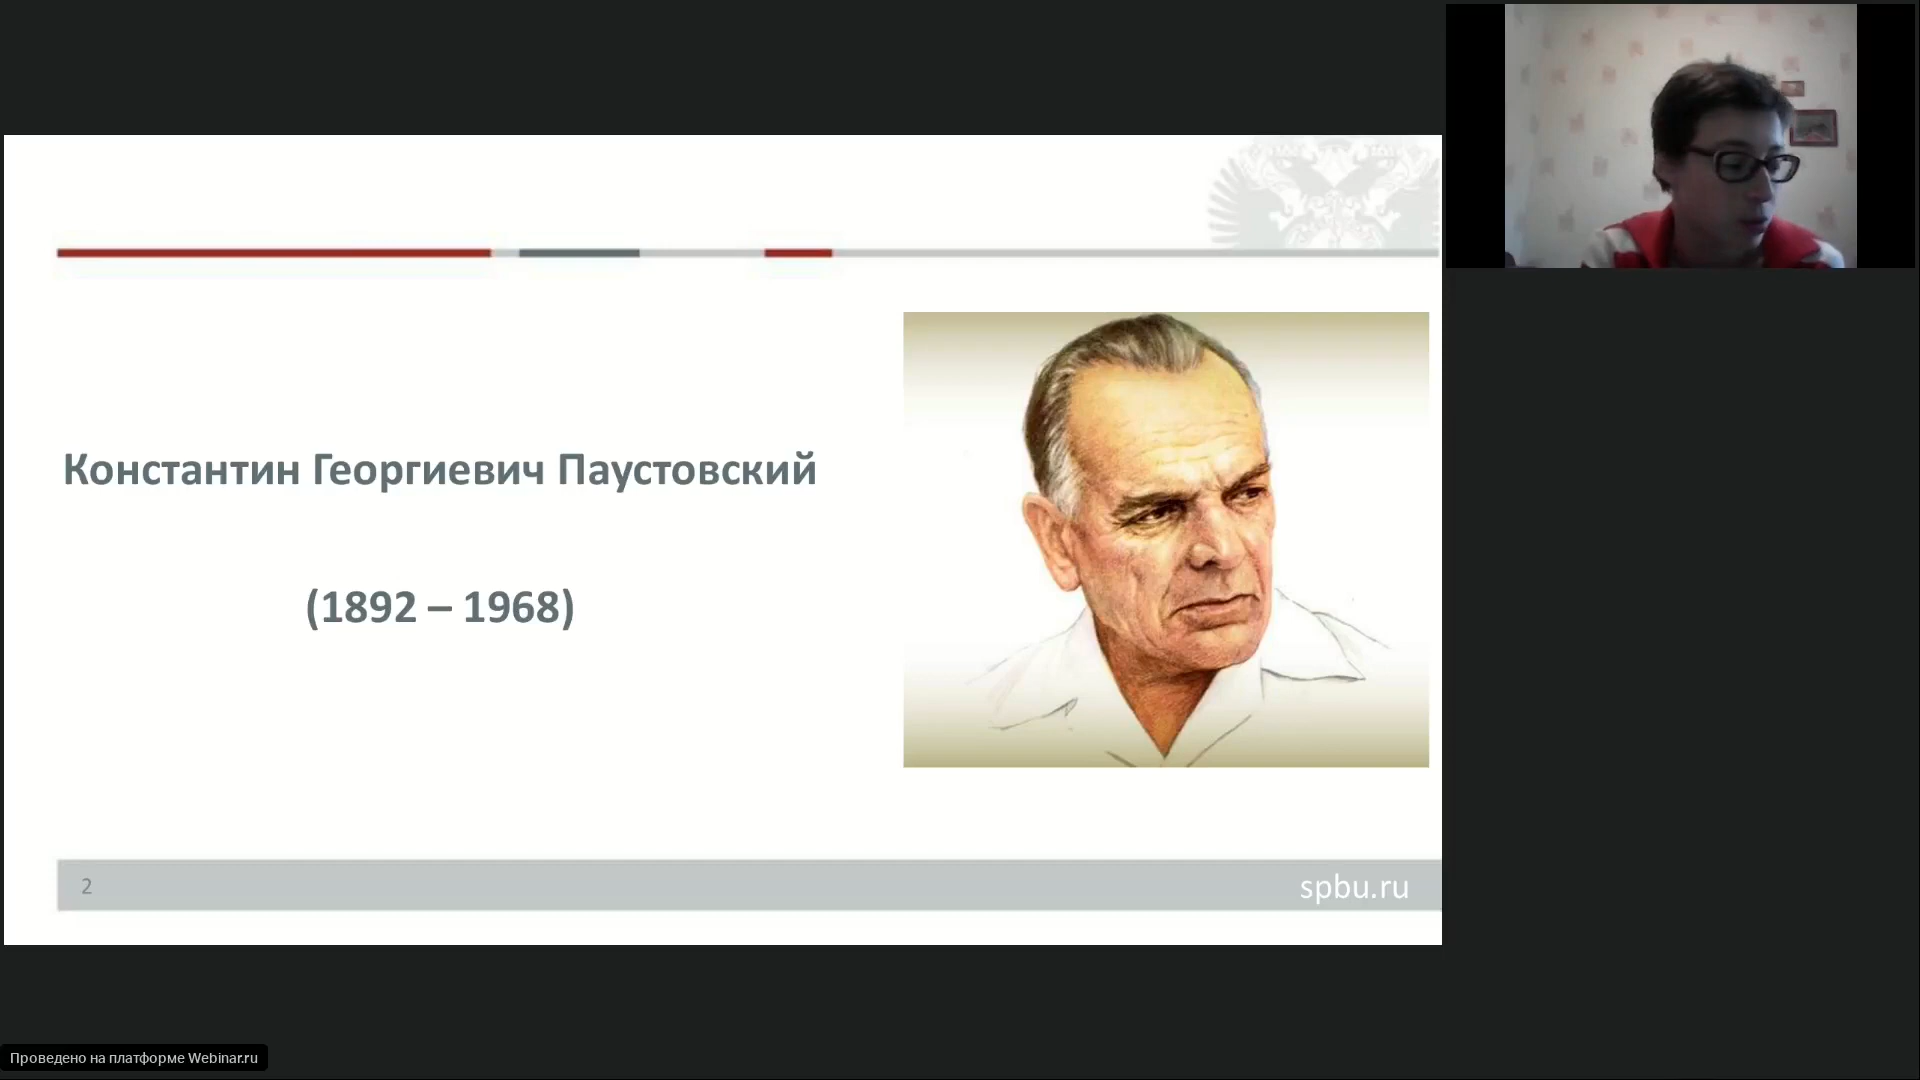 Константин Георгиевич Паустовский
(1892 – 1968)
2
spbu.ru
Проведено на платформе Webinar.ru